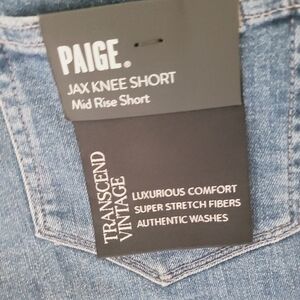 PAIGE®
JAX KNEE SHORT
Mid Rise Short
TRANSCEND
VINTAGE
LUXURIOUS COMFORT
SUPER STRETCH FIBERS
AUTHENTIC WASHES